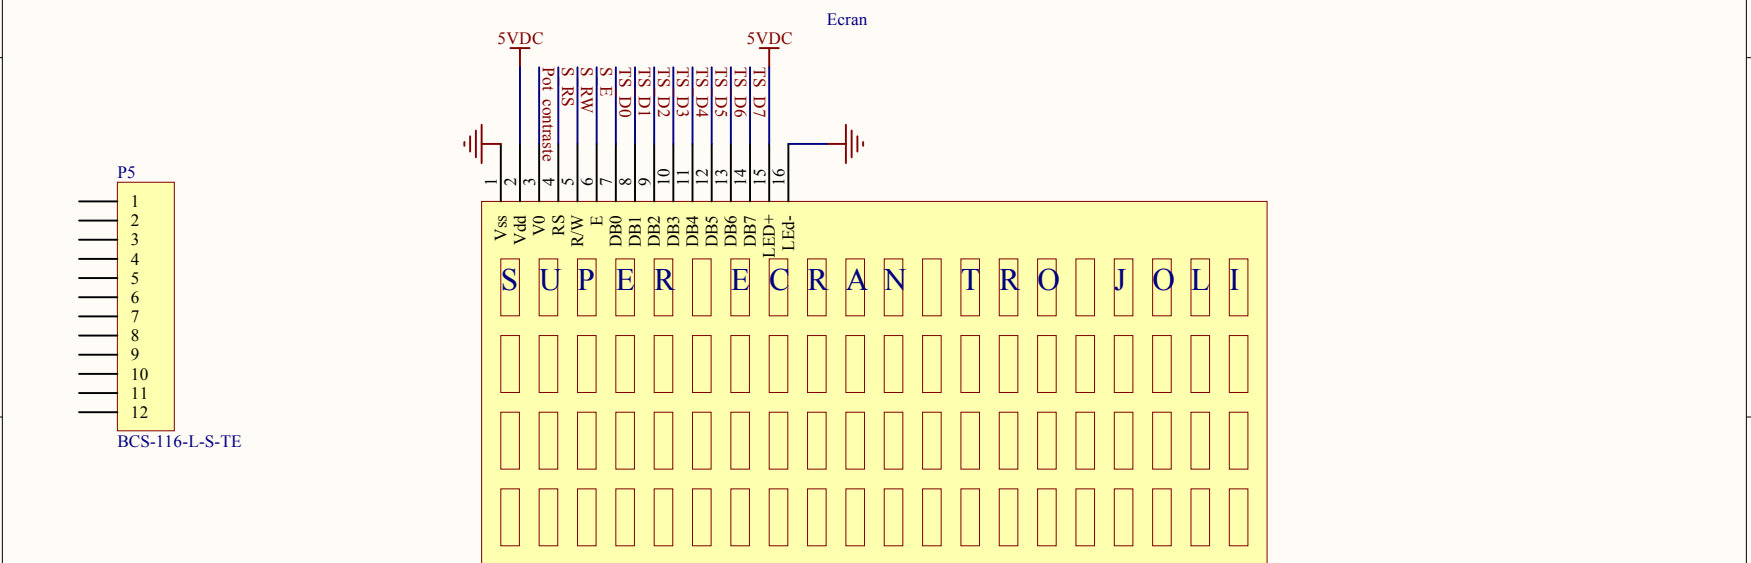 Ecran
5VDC
5VDC
Pot contraste
S RS
S RW
S E
TS D0
TS D1
TS D2
TS D3
TS D4
TS D5
TS D6
TS D7
1
2
3
4
5
6
7
8
9
10
11
12
13
14
15
16
Vss
Vdd
V0
RS
R/W
E
DB0
DB1
DB2
DB3
DB4
DB5
DB6
DB7
LED+
LEd-
SUPER ECRAN TRO JOLI
P5
1
2
3
4
5
6
7
8
9
10
11
12
BCS-116-L-S-TE